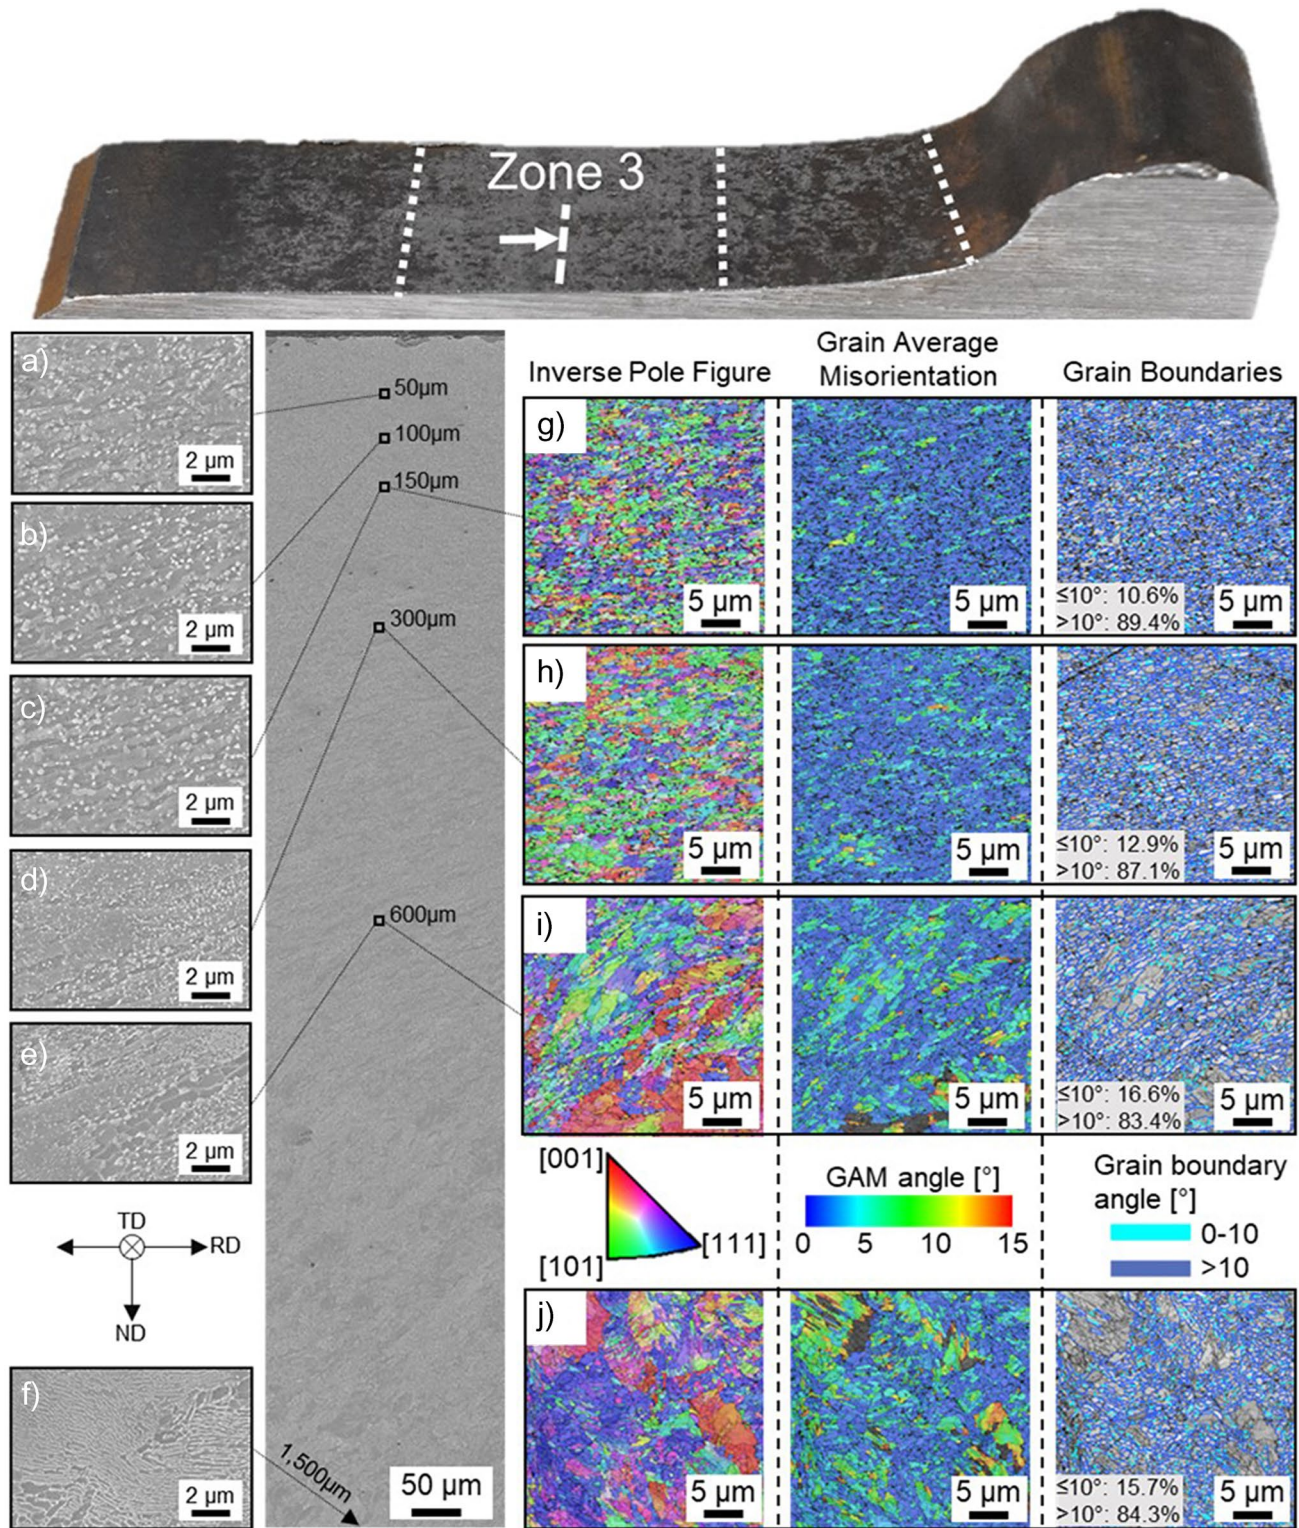 Zone 3
a)
2 µm
b)
2 µm
c)
2 µm
d)
2 µm
e)
2 µm
TD
RD
ND
f)
2 µm
50µm
100µm
150µm
300µm
600µm
1,500µm
50 µm
Inverse Pole Figure
Grain Average
Misorientation
Grain Boundaries
g)
5 µm
5 µm
≤10°: 10.6%
>10°: 89.4%
5 µm
h)
5 µm
5 µm
≤10°: 12.9%
>10°: 87.1%
5 µm
i)
5 µm
5 µm
≤10°: 16.6%
>10°: 83.4%
5 µm
[001]
[111]
[101]
GAM angle [°]
0 5 10 15
Grain boundary
angle [°]
0-10
>10
j)
5 µm
5 µm
≤10°: 15.7%
>10°: 84.3%
5 µm